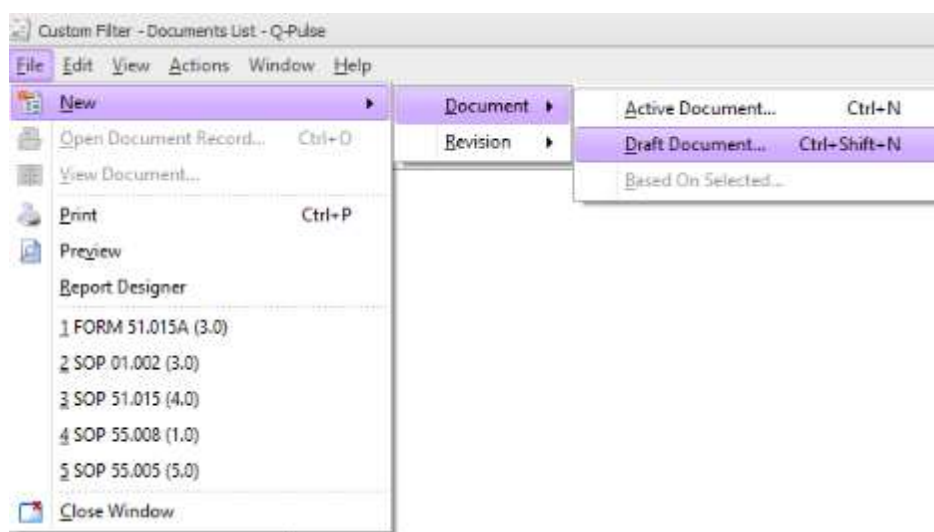 Custom Filter - Documents List - Q-Pulse
File Edit View Actions Window Help
New
Open Document Record... Ctrl+O
View Document...
Print Ctrl+P
Preview
Report Designer
1 FORM 51.015A (3.0)
2 SOP 01.002 (3.0)
3 SOP 51.015 (4.0)
4 SOP 55.008 (1.0)
5 SOP 55.005 (5.0)
Close Window
Document
Revision
Active Document... Ctrl+N
Draft Document... Ctrl+Shift+N
Based On Selected...